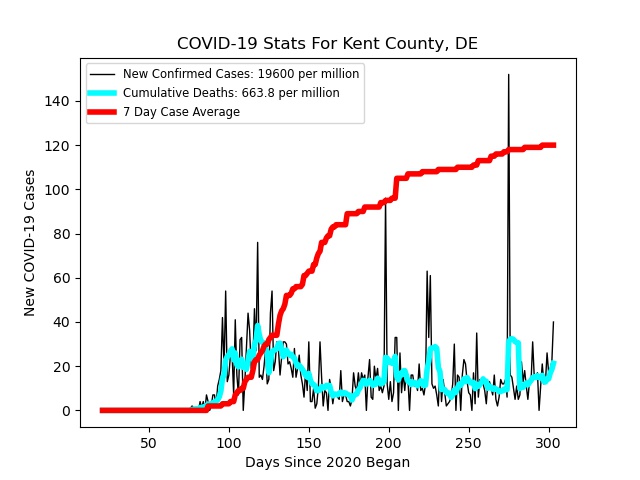 COVID-19 Stats For Kent County, DE
New Confirmed Cases: 19600 per million
Cumulative Deaths: 663.8 per million
7 Day Case Average
New COVID-19 Cases
140
120
100
80
60
40
20
0
50 100 150 200 250 300
Days Since 2020 Began